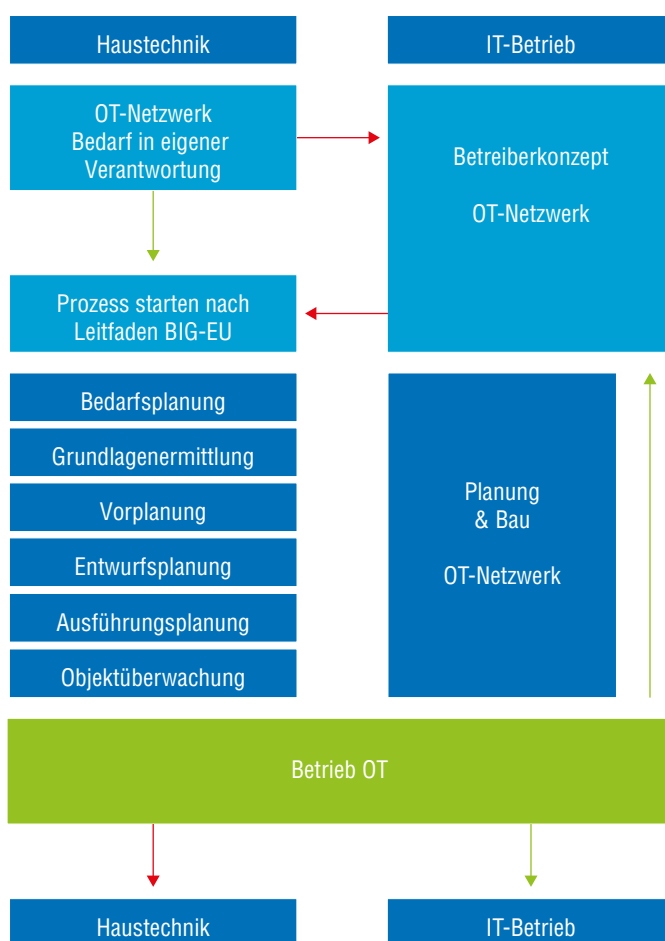 Haustechnik
IT-Betrieb
OT-Netzwerk
Bedarf in eigener
Verantwortung
Betreiberkonzept
OT-Netzwerk
Prozess starten nach
Leitfaden BIG-EU
Bedarfsplanung
Grundlagenermittlung
Vorplanung
Entwurfsplanung
Ausführungsplanung
Objektüberwachung
Planung
& Bau
OT-Netzwerk
Betrieb OT
Haustechnik
IT-Betrieb